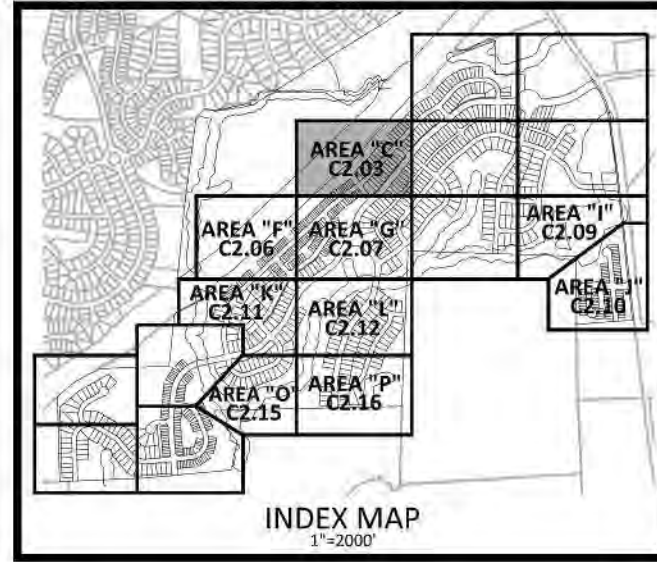 AREA "C"
C2.03
AREA "F"
C2.06
AREA "G"
C2.07
AREA "I"
C2.09
AREA "K"
C2.11
AREA "L"
C2.12
AREA "J"
C2.10
AREA "O"
C2.15
AREA "P"
C2.16
INDEX MAP
1"=2000'